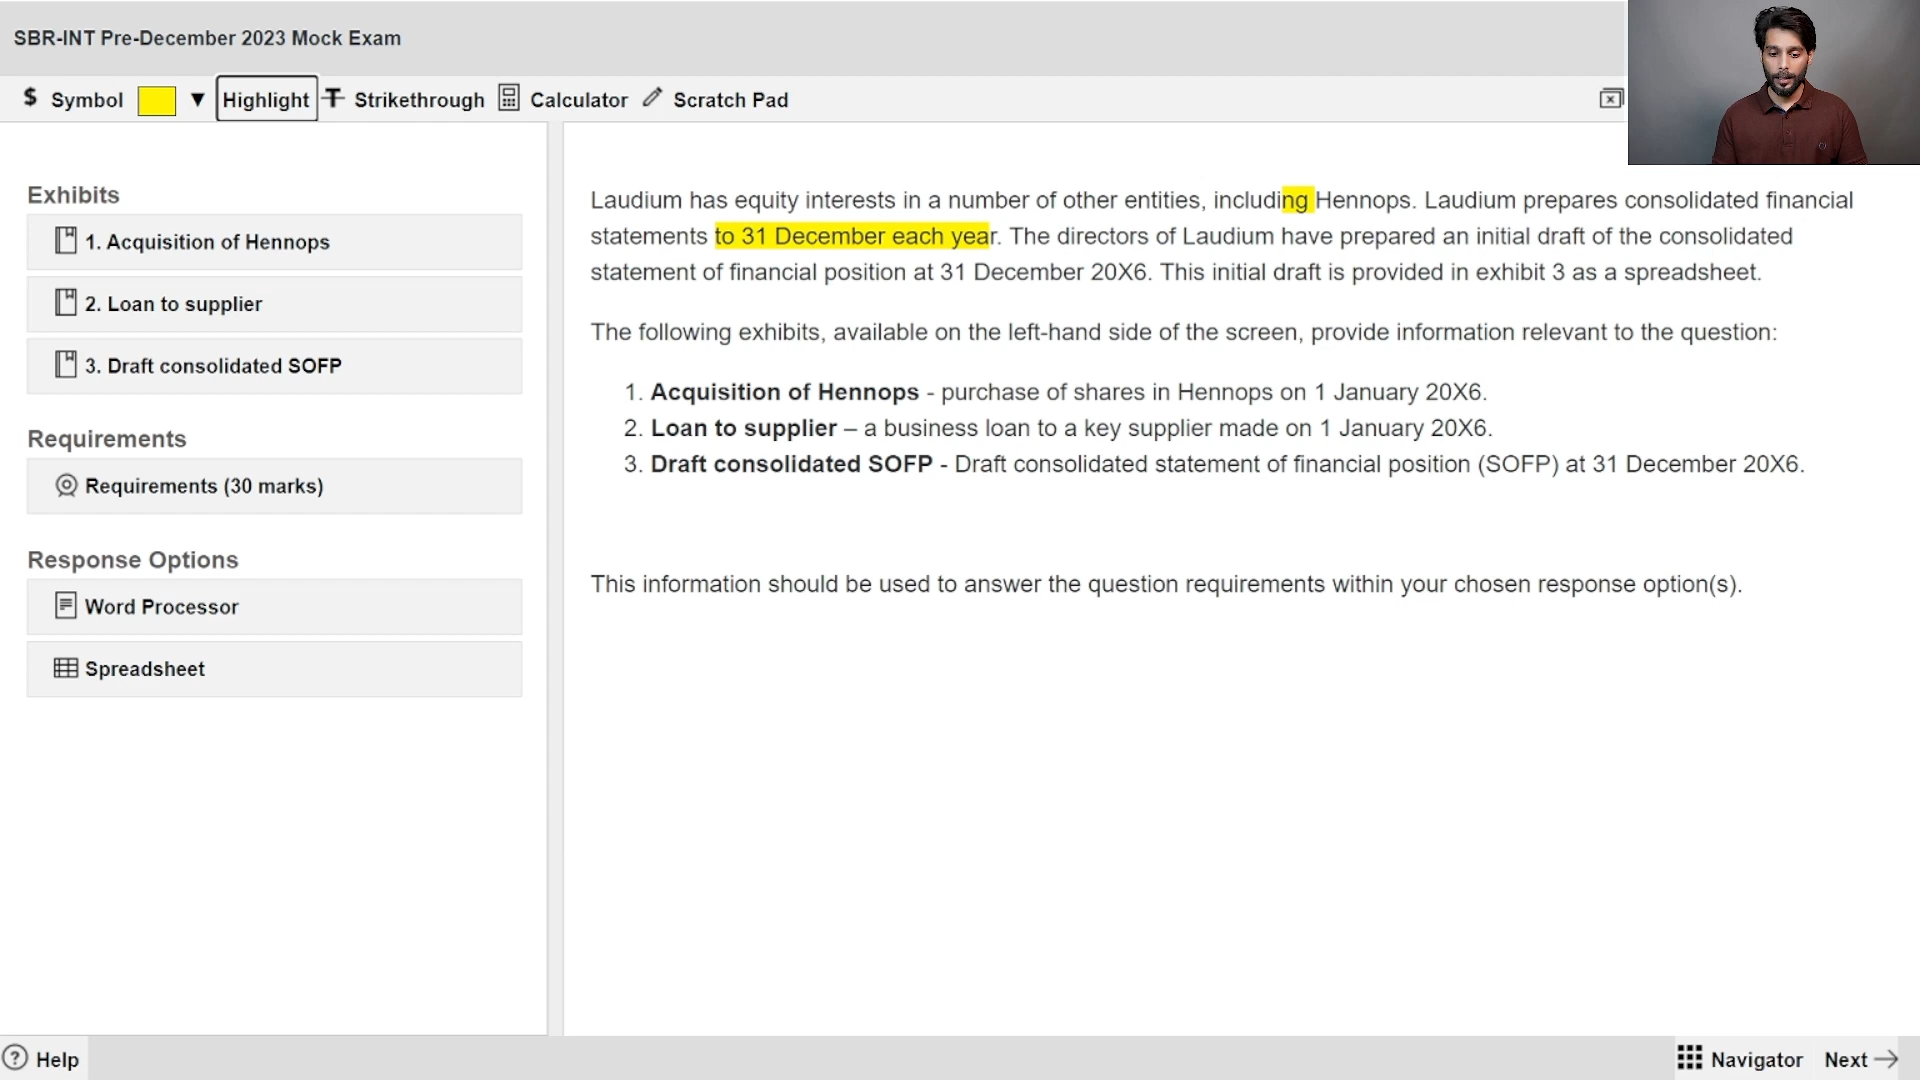 SBR-INT Pre-December 2023 Mock Exam
$ Symbol ▼ Highlight Strikethrough Calculator Scratch Pad
Exhibits
1. Acquisition of Hennops
2. Loan to supplier
3. Draft consolidated SOFP
Requirements
Requirements (30 marks)
Response Options
Word Processor
Spreadsheet
Laudium has equity interests in a number of other entities, including Hennops. Laudium prepares consolidated financial
statements to 31 December each year. The directors of Laudium have prepared an initial draft of the consolidated
statement of financial position at 31 December 20X6. This initial draft is provided in exhibit 3 as a spreadsheet.
The following exhibits, available on the left-hand side of the screen, provide information relevant to the question:
1. Acquisition of Hennops - purchase of shares in Hennops on 1 January 20X6.
2. Loan to supplier – a business loan to a key supplier made on 1 January 20X6.
3. Draft consolidated SOFP - Draft consolidated statement of financial position (SOFP) at 31 December 20X6.
This information should be used to answer the question requirements within your chosen response option(s).
? Help
Navigator Next →